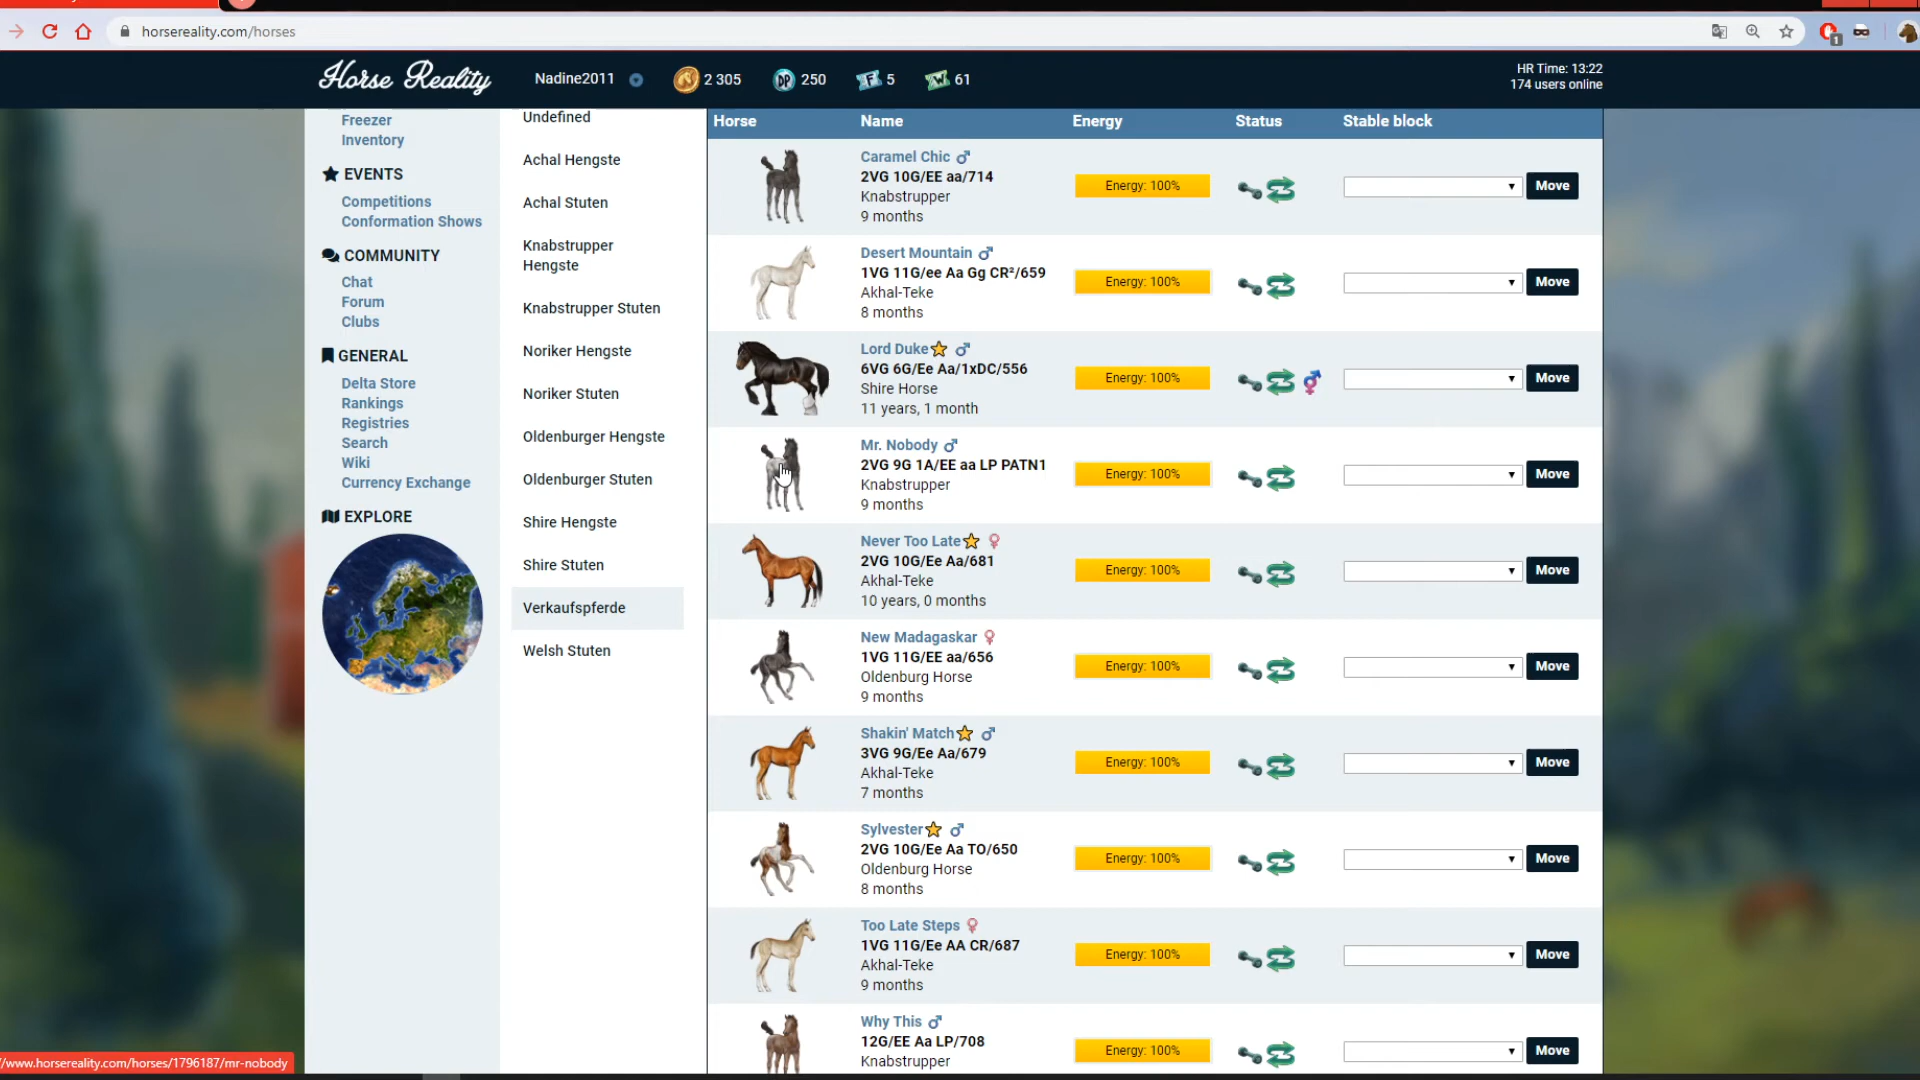 horsereality.com/horses
1
Horse Reality
Nadine2011
2 305
DP
250
F
5
61
HR Time: 13:22
174 users online
Freezer
Inventory
EVENTS
Competitions
Conformation Shows
COMMUNITY
Chat
Forum
Clubs
GENERAL
Delta Store
Rankings
Registries
Search
Wiki
Currency Exchange
EXPLORE
Undefined
Achal Hengste
Achal Stuten
Knabstrupper
Hengste
Knabstrupper Stuten
Noriker Hengste
Noriker Stuten
Oldenburger Hengste
Oldenburger Stuten
Shire Hengste
Shire Stuten
Verkaufspferde
Welsh Stuten
Horse Name Energy Status Stable block
Caramel Chic ♂
2VG 10G/EE aa/714
Knabstrupper
9 months
Energy: 100%
Move
Desert Mountain ♂
1VG 11G/ee Aa Gg CR²/659
Akhal-Teke
8 months
Energy: 100%
Move
Lord Duke ♂
6VG 6G/Ee Aa/1xDC/556
Shire Horse
11 years, 1 month
Energy: 100%
Move
Mr. Nobody ♂
2VG 9G 1A/EE aa LP PATN1
Knabstrupper
9 months
Energy: 100%
Move
Never Too Late ♀
2VG 10G/Ee Aa/681
Akhal-Teke
10 years, 0 months
Energy: 100%
Move
New Madagaskar ♀
1VG 11G/EE aa/656
Oldenburg Horse
9 months
Energy: 100%
Move
Shakin' Match ♂
3VG 9G/Ee Aa/679
Akhal-Teke
7 months
Energy: 100%
Move
Sylvester ♂
2VG 10G/Ee Aa TO/650
Oldenburg Horse
8 months
Energy: 100%
Move
Too Late Steps ♀
1VG 11G/Ee AA CR/687
Akhal-Teke
9 months
Energy: 100%
Move
Why This ♂
12G/EE Aa LP/708
Knabstrupper
Energy: 100%
Move
/www.horsereality.com/horses/1796187/mr-nobody